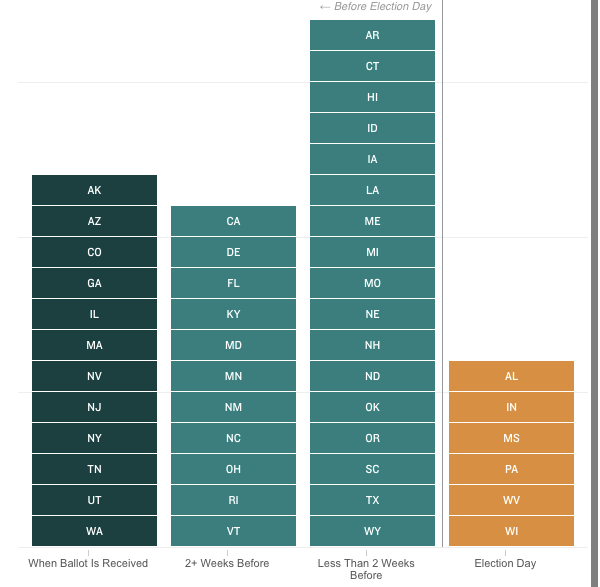 ← Before Election Day
AK
AZ
CO
GA
IL
MA
NV
NJ
NY
TN
UT
WA
When Ballot Is Received
CA
DE
FL
KY
MD
MN
NM
NC
OH
RI
VT
2+ Weeks Before
AR
CT
HI
ID
IA
LA
ME
MI
MO
NE
NH
ND
OK
OR
SC
TX
WY
Less Than 2 Weeks
Before
AL
IN
MS
PA
WV
WI
Election Day